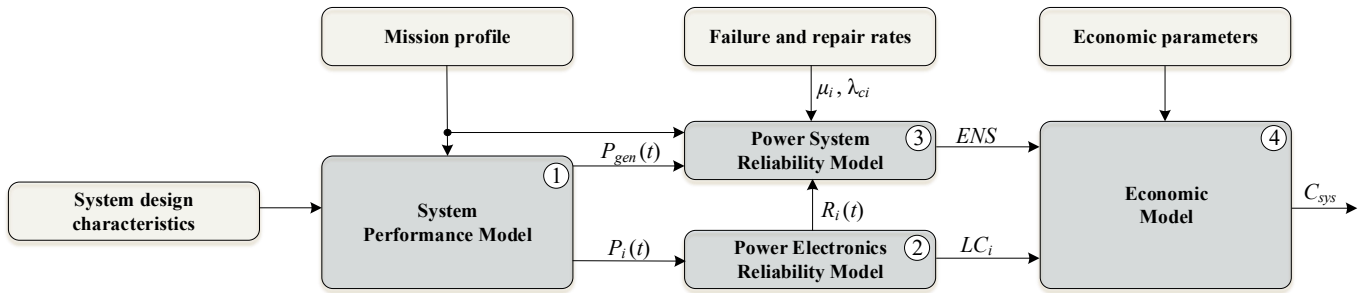 Mission profile
Failure and repair rates
Economic parameters
μi , λci
System design
characteristics
1
System
Performance Model
Pgen(t)
Pi(t)
3
Power System
Reliability Model
Ri(t)
2
Power Electronics
Reliability Model
ENS
LCi
4
Economic
Model
Csys